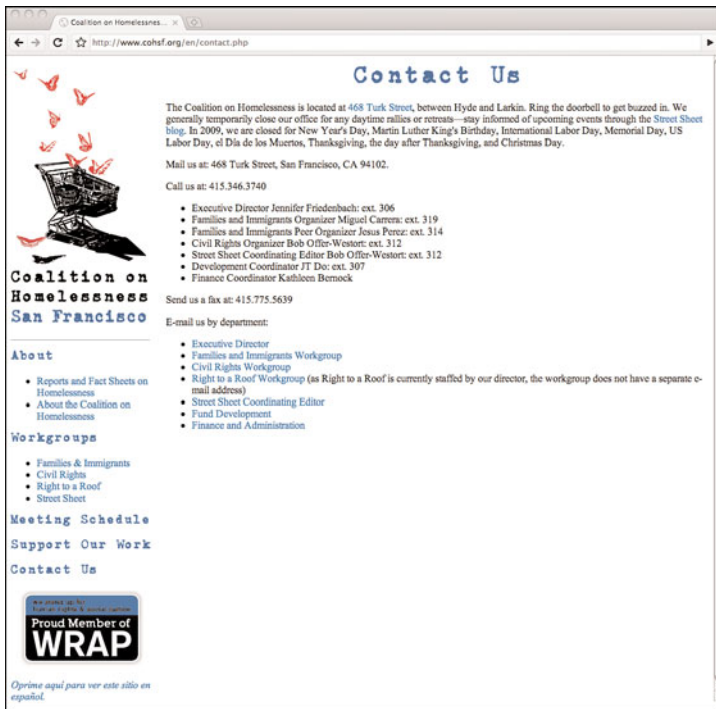 Coalition on Homelessnes...
http://www.cohsf.org/en/contact.php
Coalition on
Homelessness
San Francisco
About
Reports and Fact Sheets on
Homelessness
About the Coalition on
Homelessness
Workgroups
Families & Immigrants
Civil Rights
Right to a Roof
Street Sheet
Meeting Schedule
Support Our Work
Contact Us
Proud Member of
WRAP
Oprime aquí para ver este sitio en
español.
Contact Us
The Coalition on Homelessness is located at 468 Turk Street, between Hyde and Larkin. Ring the doorbell to get buzzed in. We
generally temporarily close our office for any daytime rallies or retreats—stay informed of upcoming events through the Street Sheet
blog. In 2009, we are closed for New Year's Day, Martin Luther King's Birthday, International Labor Day, Memorial Day, US
Labor Day, el Día de los Muertos, Thanksgiving, the day after Thanksgiving, and Christmas Day.
Mail us at: 468 Turk Street, San Francisco, CA 94102.
Call us at: 415.346.3740
Executive Director Jennifer Friedenbach: ext. 306
Families and Immigrants Organizer Miguel Carrera: ext. 319
Families and Immigrants Peer Organizer Jesus Perez: ext. 314
Civil Rights Organizer Bob Offer-Westort: ext. 312
Street Sheet Coordinating Editor Bob Offer-Westort: ext. 312
Development Coordinator JT Do: ext. 307
Finance Coordinator Kathleen Bernock
Send us a fax at: 415.775.5639
E-mail us by department:
Executive Director
Families and Immigrants Workgroup
Civil Rights Workgroup
Right to a Roof Workgroup (as Right to a Roof is currently staffed by our director, the workgroup does not have a separate e-
mail address)
Street Sheet Coordinating Editor
Fund Development
Finance and Administration